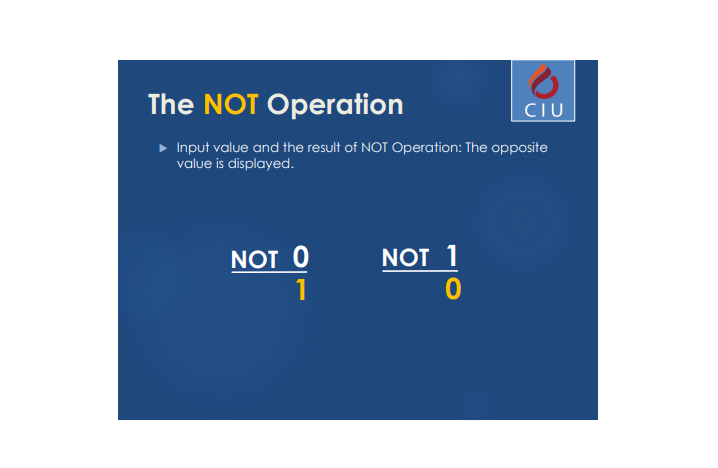 CIU
The NOT Operation
► Input value and the result of NOT Operation: The opposite
value is displayed.
NOT 0
1
NOT 1
0